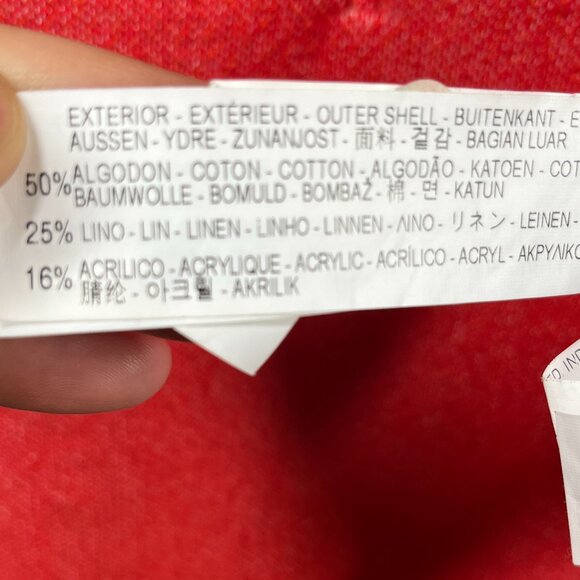 EXTERIOR - EXTÉRIEUR - OUTER SHELL - BUITENKANT - E
AUSSEN - YDRE - ZUNANJOST - 面料 - 겉감 - BAGIAN LUAR
50% ALGODON - COTON - COTTON - ALGODÃO - KATOEN - COT
BAUMWOLLE - BOMULD - BOMBAŽ - 棉 - 면 - KATUN
25% LINO - LIN - LINEN - LINHO - LINNEN - ΛΙΝΟ - リネン - LEINEN -
16% ACRILICO - ACRYLIQUE - ACRYLIC - ACRÍLICO - ACRYL - ΑΚΡΥΛΙΚΟ
腈纶 - 아크릴 - AKRILIK